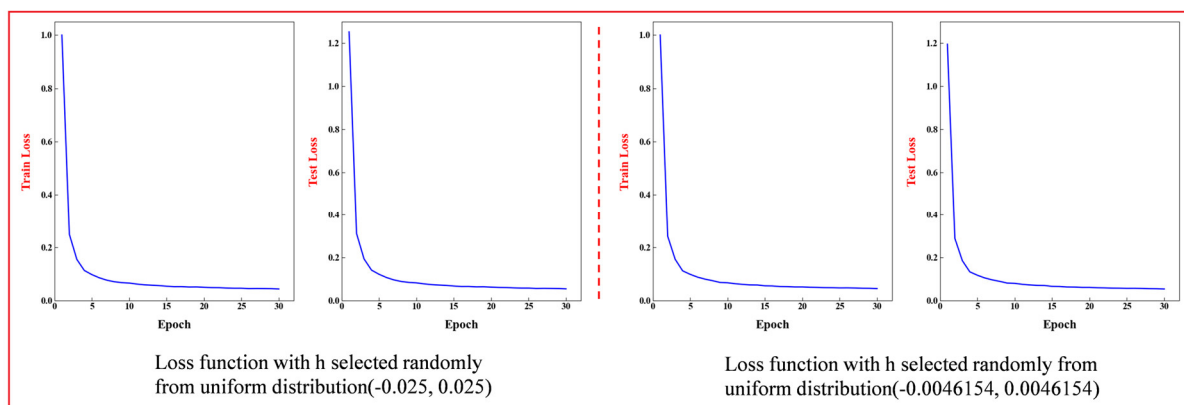 1.0
0.8
0.6
0.4
0.2
0.0
0 5 10 15 20 25 30
Train Loss
Epoch
1.2
1.0
0.8
0.6
0.4
0.2
0.0
0 5 10 15 20 25 30
Test Loss
Epoch
Loss function with h selected randomly
from uniform distribution(-0.025, 0.025)
1.0
0.8
0.6
0.4
0.2
0.0
0 5 10 15 20 25 30
Train Loss
Epoch
1.2
1.0
0.8
0.6
0.4
0.2
0.0
0 5 10 15 20 25 30
Test Loss
Epoch
Loss function with h selected randomly from
uniform distribution(-0.0046154, 0.0046154)